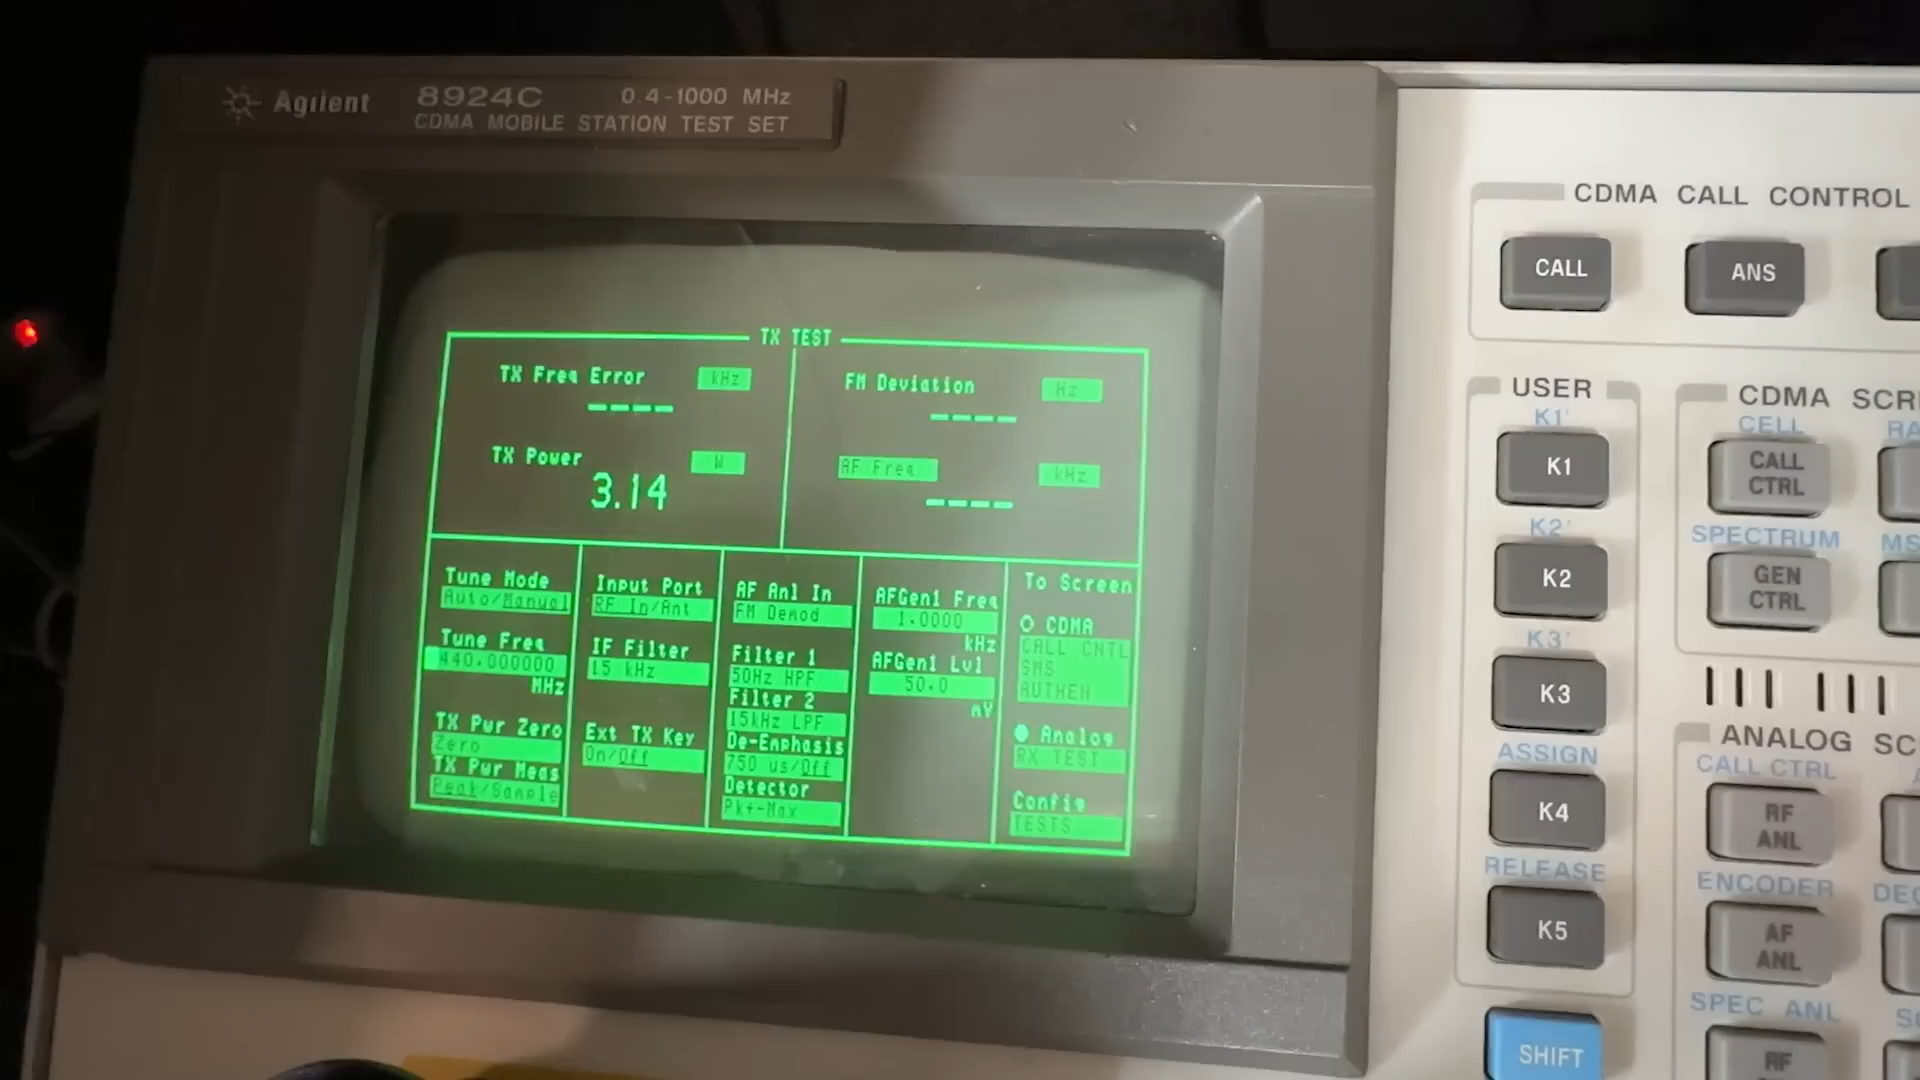 Agilent 8924C 0.4-1000 MHz
CDMA MOBILE STATION TEST SET
TX TEST
TX Freq Error kHz
----
TX Power W
3.14
FM Deviation Hz
----
AF Freq kHz
----
Tune Mode
Auto/Manual
Tune Freq
440.000000
MHz
TX Pwr Zero
Zero
TX Pwr Meas
Peak/Sample
Input Port
RF In/Ant
IF Filter
15 kHz
Ext TX Key
On/Off
AF Anl In
FM Demod
Filter 1
50Hz HPF
Filter 2
15kHz LPF
De-Emphasis
750 us/Off
Detector
Pk+-Max
AFGen1 Freq
1.0000
kHz
AFGen1 Lvl
50.0
mV
To Screen
CDMA
CALL CNTL
SMS
AUTHEN
Analog
RX TEST
Config
TESTS
CDMA CALL CONTROL
CALL
ANS
USER
K1'
K1
K2'
K2
K3'
K3
ASSIGN
K4
RELEASE
K5
SHIFT
CDMA SCR
CELL
CALL
CTRL
SPECTRUM
GEN
CTRL
RA
MS
ANALOG SC
CALL CTRL
RF
ANL
ENCODER
AF
ANL
DEC
SPEC ANL
RF